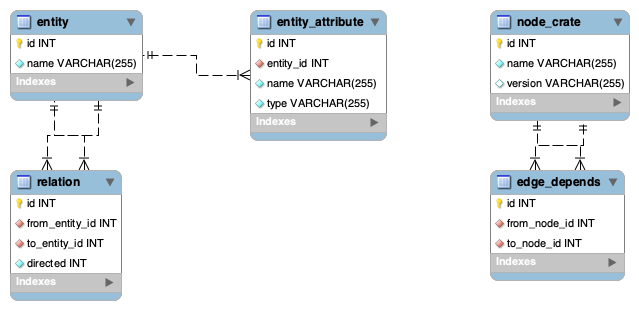 entity
id INT
name VARCHAR(255)
Indexes
entity_attribute
id INT
entity_id INT
name VARCHAR(255)
type VARCHAR(255)
Indexes
node_crate
id INT
name VARCHAR(255)
version VARCHAR(255)
Indexes
relation
id INT
from_entity_id INT
to_entity_id INT
directed INT
Indexes
edge_depends
id INT
from_node_id INT
to_node_id INT
Indexes